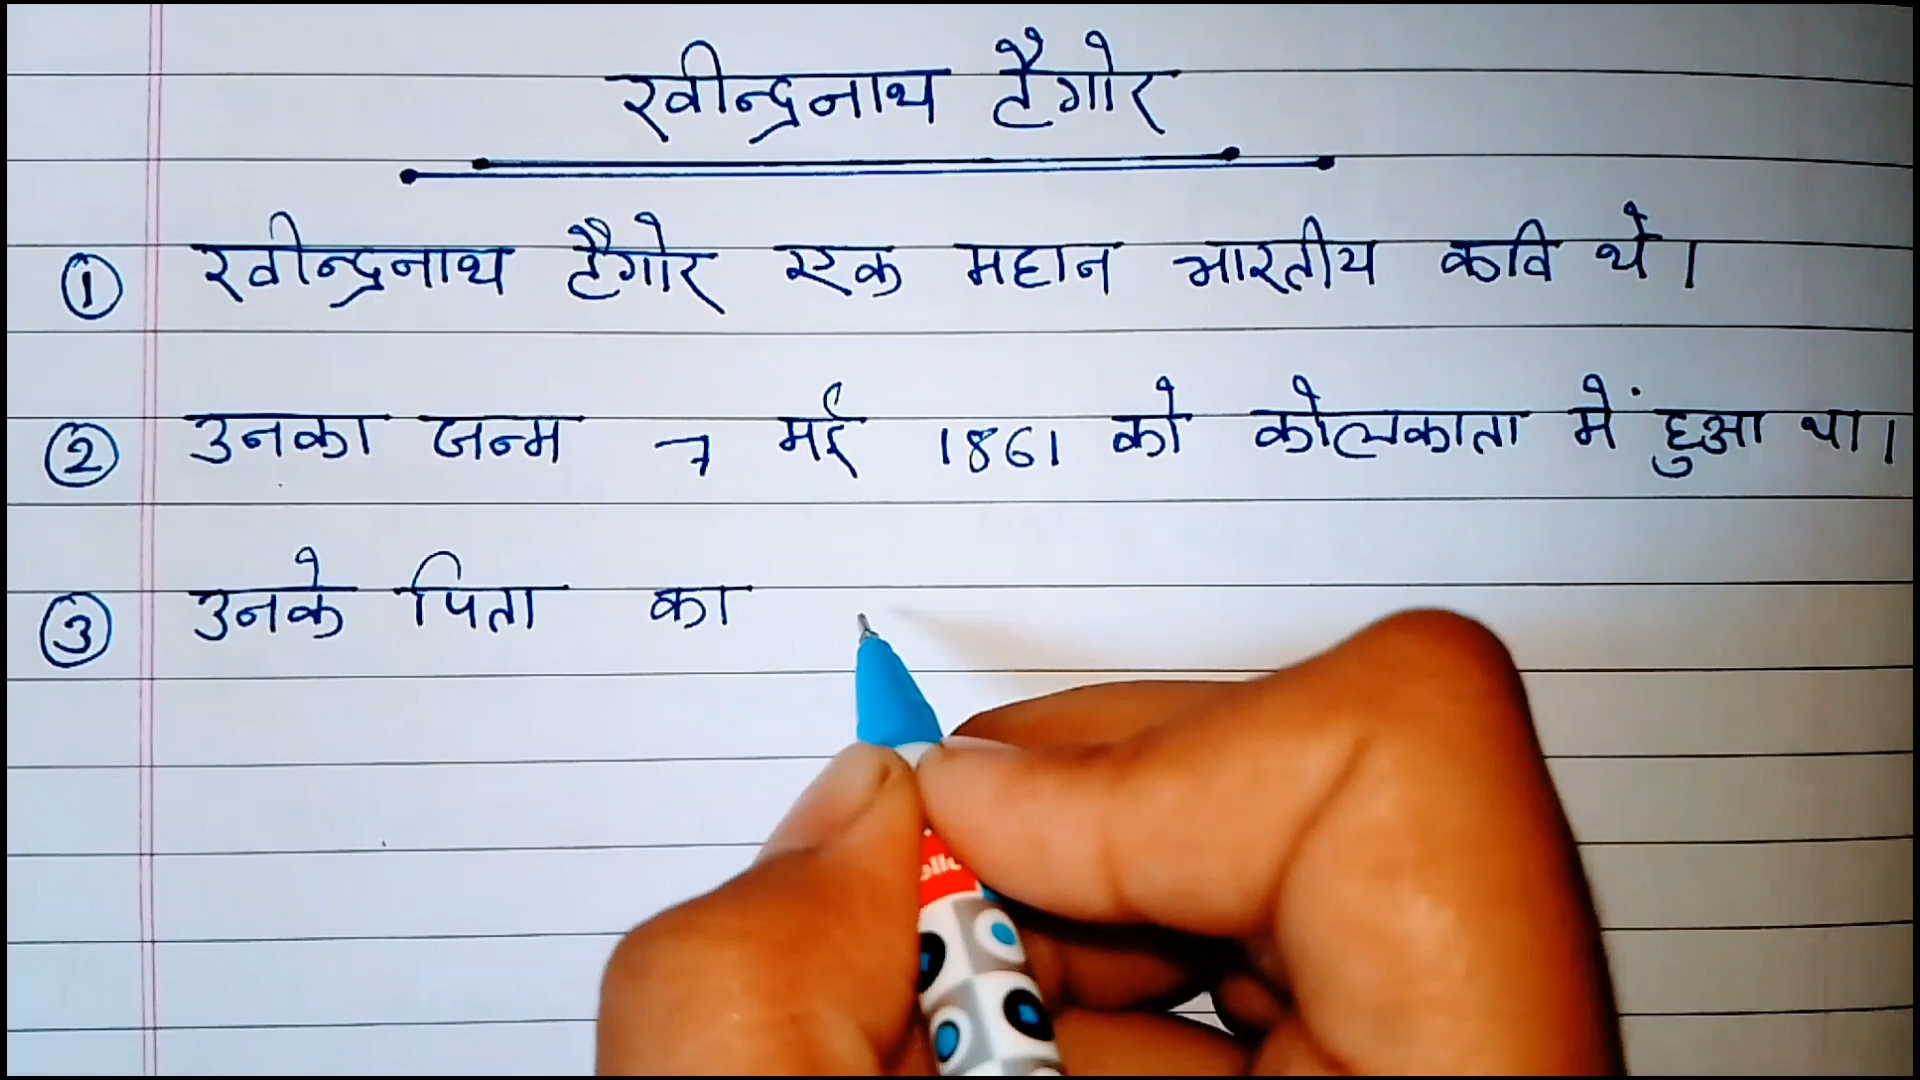 रवीन्द्रनाथ टैगोर
① रवीन्द्रनाथ टैगोर एक महान भारतीय कवि थे।
② उनका जन्म 7 मई 1861 को कोलकाता में हुआ था।
③ उनके पिता का